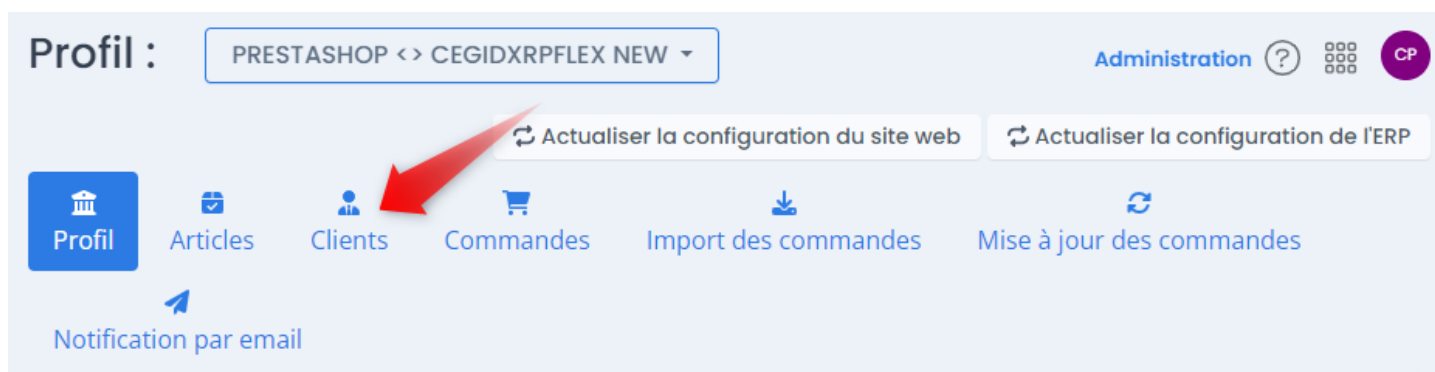 Profil : PRESTASHOP <> CEGIDXRPFLEX NEW Administration ? CP
Actualiser la configuration du site web Actualiser la configuration de l'ERP
Profil Articles Clients Commandes Import des commandes Mise à jour des commandes
Notification par email